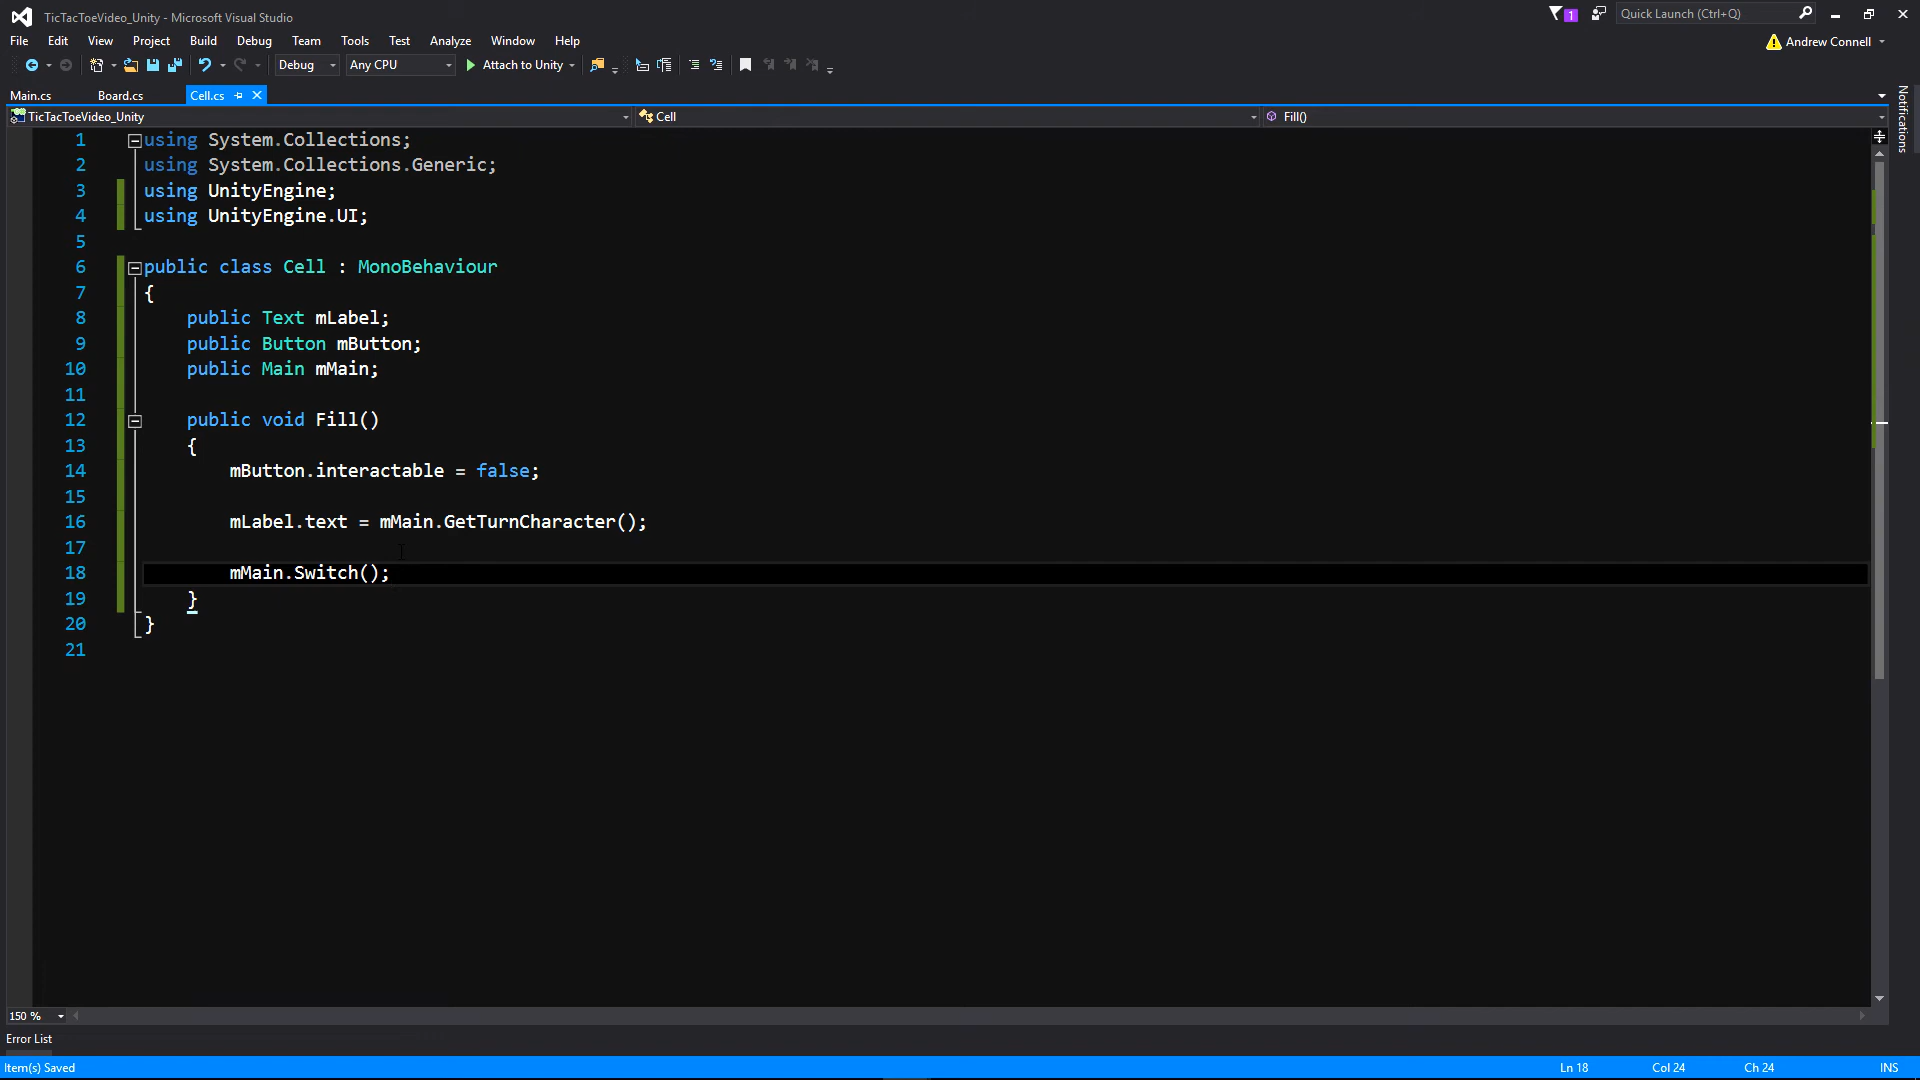 TicTacToeVideo_Unity - Microsoft Visual Studio
1
Quick Launch (Ctrl+Q)
File Edit View Project Build Debug Team Tools Test Analyze Window Help
Andrew Connell
Debug Any CPU Attach to Unity
Main.cs Board.cs Cell.cs
TicTacToeVideo_Unity Cell Fill()
Notifications
1 using System.Collections;
2 using System.Collections.Generic;
3 using UnityEngine;
4 using UnityEngine.UI;
5
6 public class Cell : MonoBehaviour
7 {
8 public Text mLabel;
9 public Button mButton;
10 public Main mMain;
11
12 public void Fill()
13 {
14 mButton.interactable = false;
15
16 mLabel.text = mMain.GetTurnCharacter();
17
18 mMain.Switch();
19 }
20 }
21
150 %
Error List
Item(s) Saved Ln 18 Col 24 Ch 24 INS